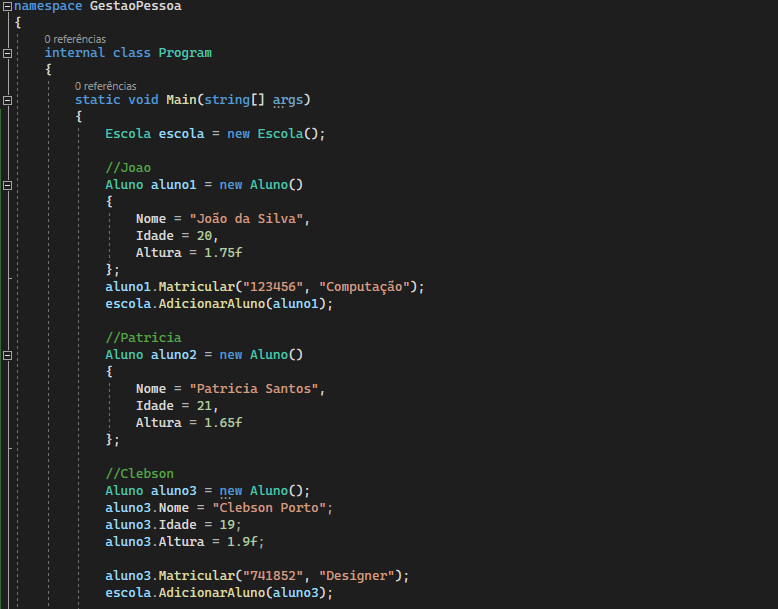 namespace GestaoPessoa
{
0 referências
internal class Program
{
0 referências
static void Main(string[] args)
{
Escola escola = new Escola();
//Joao
Aluno aluno1 = new Aluno()
{
Nome = "João da Silva",
Idade = 20,
Altura = 1.75f
};
aluno1.Matricular("123456", "Computação");
escola.AdicionarAluno(aluno1);
//Patricia
Aluno aluno2 = new Aluno()
{
Nome = "Patricia Santos",
Idade = 21,
Altura = 1.65f
};
//Clebson
Aluno aluno3 = new Aluno();
aluno3.Nome = "Clebson Porto";
aluno3.Idade = 19;
aluno3.Altura = 1.9f;
aluno3.Matricular("741852", "Designer");
escola.AdicionarAluno(aluno3);